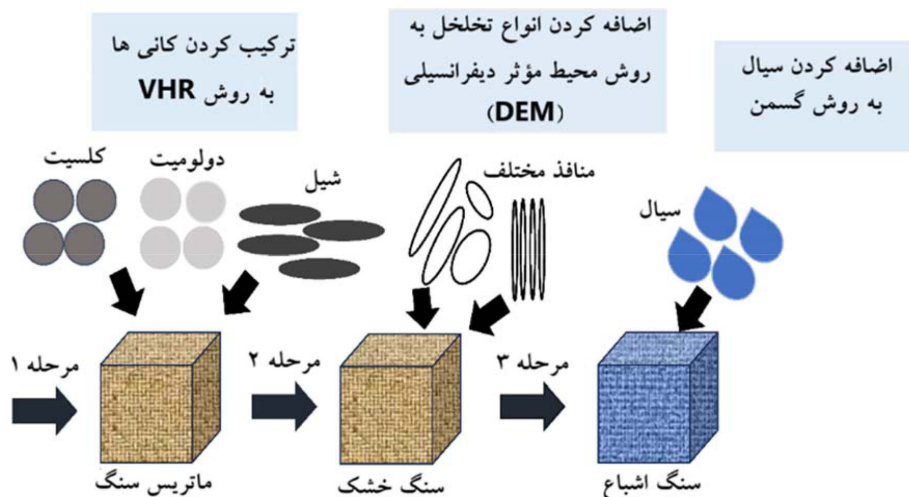 ترکیب کردن کانی ها
به روش VHR
اضافه کردن انواع تخلخل به
روش محیط مؤثر دیفرانسیلی
(DEM)
اضافه کردن سیال
به روش گسمن
کلسیت
دولومیت
شیل
منافذ مختلف
سیال
مرحله ۱
مرحله ۲
مرحله ۳
ماتریس سنگ
سنگ خشک
سنگ اشباع